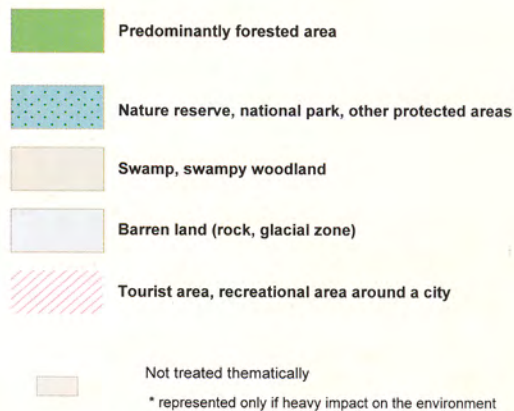 Predominantly forested area
Nature reserve, national park, other protected areas
Swamp, swampy woodland
Barren land (rock, glacial zone)
Tourist area, recreational area around a city
Not treated thematically
* represented only if heavy impact on the environment